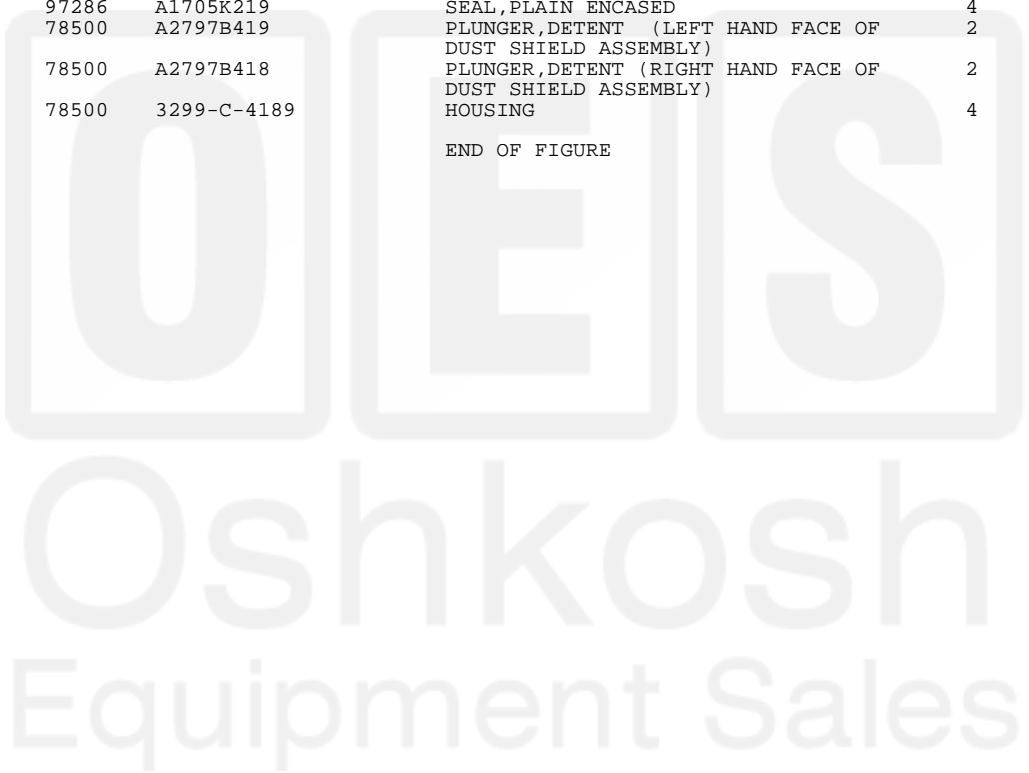 97286 A1705K219 SEAL,PLAIN ENCASED 4
78500 A2797B419 PLUNGER,DETENT (LEFT HAND FACE OF 2
DUST SHIELD ASSEMBLY)
78500 A2797B418 PLUNGER,DETENT (RIGHT HAND FACE OF 2
DUST SHIELD ASSEMBLY)
78500 3299-C-4189 HOUSING 4
END OF FIGURE
OES
Oshkosh
Equipment Sales